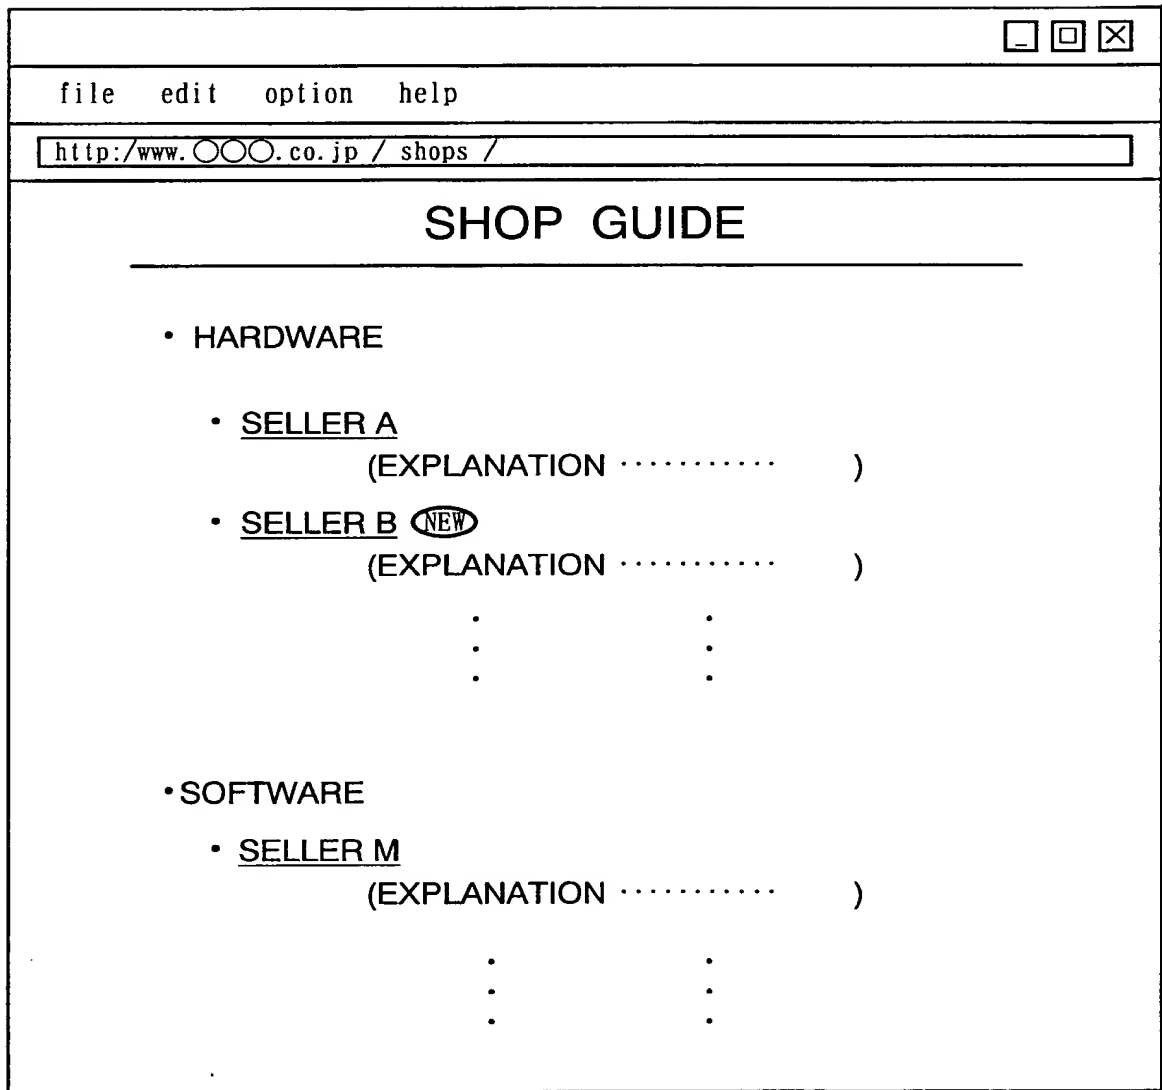 file edit option help
http:/www.○○○.co.jp / shops /
SHOP GUIDE
• HARDWARE
• SELLER A
(EXPLANATION ··········· )
• SELLER B NEW
(EXPLANATION ··········· )
•SOFTWARE
• SELLER M
(EXPLANATION ··········· )